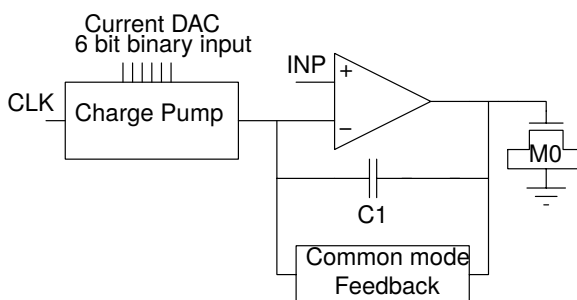 Current DAC
6 bit binary input
CLK
Charge Pump
INP
+
−
M0
C1
Common mode
Feedback